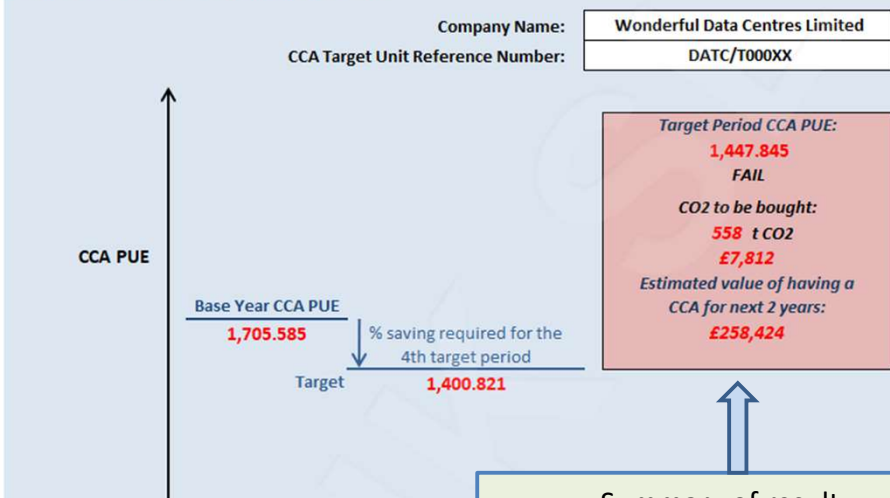 Company Name: Wonderful Data Centres Limited
CCA Target Unit Reference Number: DATC/T000XX
Target Period CCA PUE:
1,447.845
FAIL
CO2 to be bought:
558 t CO2
£7,812
Estimated value of having a
CCA for next 2 years:
£258,424
CCA PUE
Base Year CCA PUE
1,705.585
% saving required for the
4th target period
Target 1,400.821
Summary of result